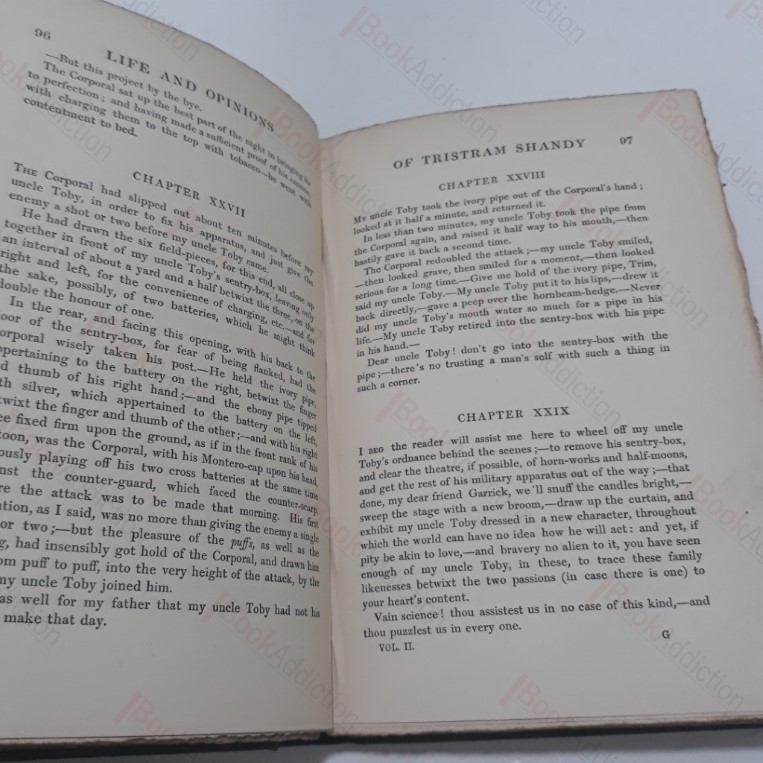 96
LIFE AND OPINIONS
—But this project by the bye.
The Corporal sat up the best part of the night in bringing his
to perfection; and having made a sufficient proof of his cannon,
with charging them to the top with tobacco—he went with
contentment to bed.
CHAPTER XXVII
THE Corporal had slipped out about ten minutes before my
uncle Toby, in order to fix his apparatus, and just give the
enemy a shot or two before my uncle Toby came.
He had drawn the six field-pieces, for this end, all close up
together in front of my uncle Toby's sentry-box, leaving only
an interval of about a yard and a half betwixt the three, on the
right and left, for the convenience of charging, etc.—and for
the sake, possibly, of two batteries, which he might think
double the honour of one.
In the rear, and facing this opening, with his back to the
oor of the sentry-box, for fear of being flanked, had the
orporal wisely taken his post.—He held the ivory pipe,
ppertaining to the battery on the right, betwixt the finger
d thumb of his right hand;—and the ebony pipe tipped
th silver, which appertained to the battery on the left,
twixt the finger and thumb of the other;—and with his right
ee fixed firm upon the ground, as if in the front rank of his
toon, was the Corporal, with his Montero-cap upon his head,
ously playing off his two cross batteries at the same time
inst the counter-guard, which faced the counter-scarp,
re the attack was to be made that morning. His first
ution, as I said, was no more than giving the enemy a single
or two;—but the pleasure of the puffs, as well as the
g, had insensibly got hold of the Corporal, and drawn him
om puff to puff, into the very height of the attack, by the
my uncle Toby joined him.
as well for my father that my uncle Toby had not his
make that day.
OF TRISTRAM SHANDY
97
CHAPTER XXVIII
MY uncle Toby took the ivory pipe out of the Corporal's hand;
looked at it half a minute, and returned it.
In less than two minutes, my uncle Toby took the pipe from
the Corporal again, and raised it half way to his mouth,—then
hastily gave it back a second time.
The Corporal redoubled the attack;—my uncle Toby smiled,
—then looked grave, then smiled for a moment,—then looked
serious for a long time.—Give me hold of the ivory pipe, Trim,
said my uncle Toby.—My uncle Toby put it to his lips,—drew it
back directly,—gave a peep over the hornbeam-hedge.—Never
did my uncle Toby's mouth water so much for a pipe in his
life.—My uncle Toby retired into the sentry-box with his pipe
in his hand.—
Dear uncle Toby! don't go into the sentry-box with the
pipe;—there's no trusting a man's self with such a thing in
such a corner.
CHAPTER XXIX
I BEG the reader will assist me here to wheel off my uncle
Toby's ordnance behind the scenes;—to remove his sentry-box,
and clear the theatre, if possible, of horn-works and half-moons,
and get the rest of his military apparatus out of the way;—that
done, my dear friend Garrick, we'll snuff the candles bright,—
sweep the stage with a new broom,—draw up the curtain, and
exhibit my uncle Toby dressed in a new character, throughout
which the world can have no idea how he will act: and yet, if
pity be akin to love,—and bravery no alien to it, you have seen
enough of my uncle Toby, in these, to trace these family
likenesses betwixt the two passions (in case there is one) to
your heart's content.
Vain science! thou assistest us in no case of this kind,—and
thou puzzlest us in every one.
VOL. II.
G
BookAddiction